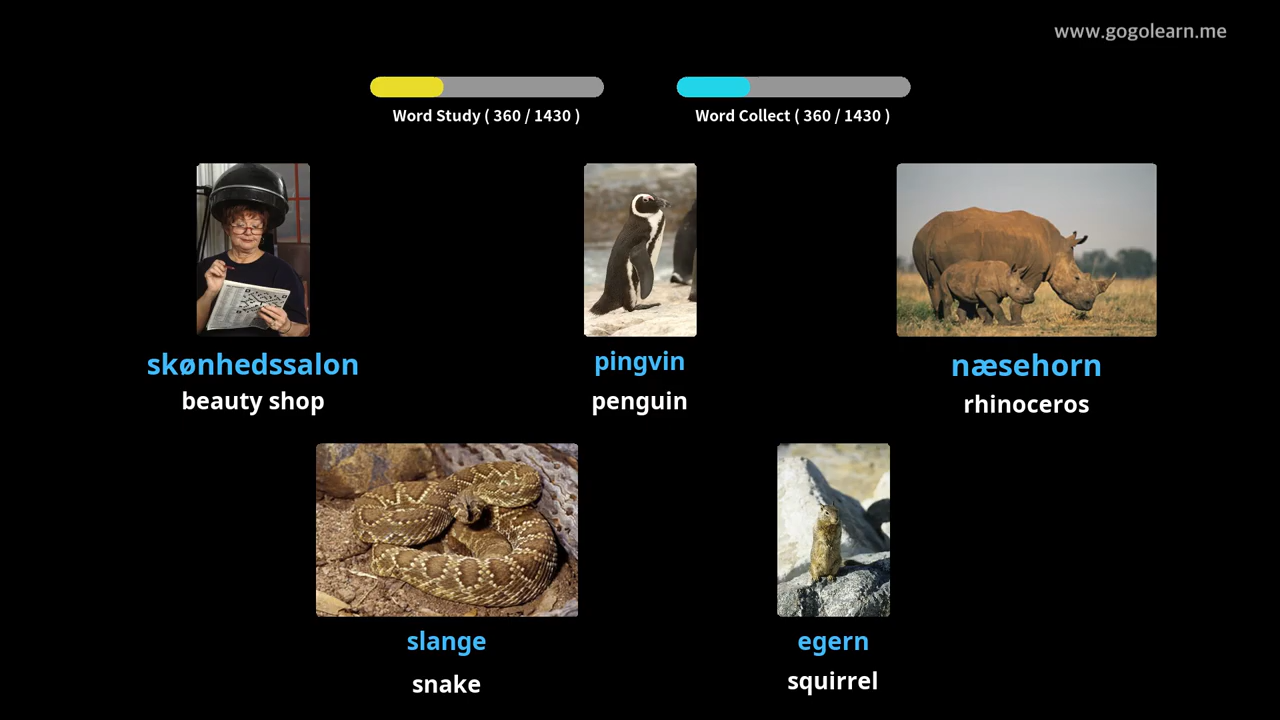 www.gogolearn.me
Word Study ( 360 / 1430 )
Word Collect ( 360 / 1430 )
skønhedssalon
beauty shop
pingvin
penguin
næsehorn
rhinoceros
slange
snake
egern
squirrel